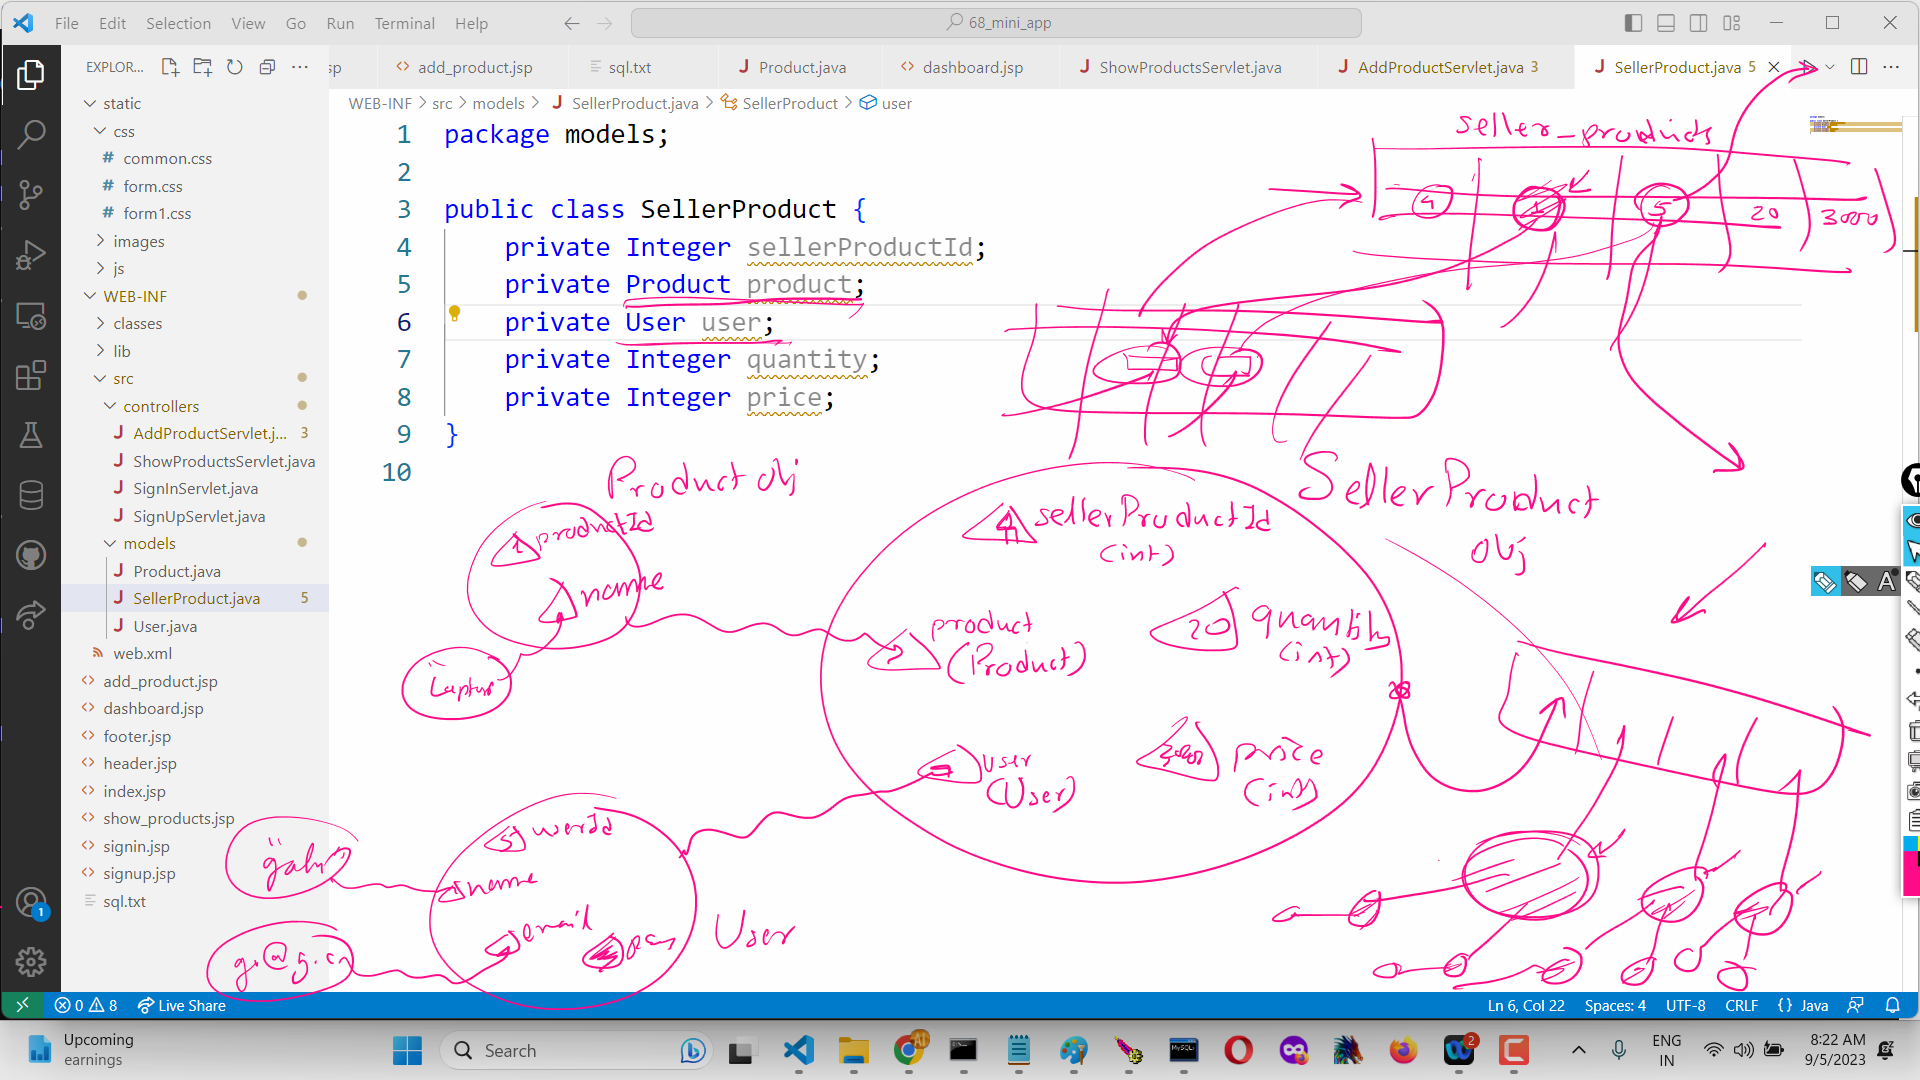 File Edit Selection View Go Run Terminal Help
68_mini_app
EXPLOR...
sp
add_product.jsp
sql.txt
Product.java
dashboard.jsp
ShowProductsServlet.java
AddProductServlet.java 3
SellerProduct.java 5
WEB-INF > src > models > SellerProduct.java > SellerProduct > user
static
css
common.css
form.css
form1.css
images
js
WEB-INF
classes
lib
src
controllers
AddProductServlet.j... 3
ShowProductsServlet.java
SignInServlet.java
SignUpServlet.java
models
Product.java
SellerProduct.java 5
User.java
web.xml
add_product.jsp
dashboard.jsp
footer.jsp
header.jsp
index.jsp
show_products.jsp
signin.jsp
signup.jsp
sql.txt
1 package models;
2
3 public class SellerProduct {
4 private Integer sellerProductId;
5 private Product product;
6 private User user;
7 private Integer quantity;
8 private Integer price;
9 }
10
seller_products
4 1 5 20 3000
Product obj
1 productId
name
SellerProduct
obj
4 sellerProductId
(int)
product
(Product)
20 quantity
(int)
user
(User)
price
(int)
5 userId
name
email
User
A
1
0 8
Live Share
Ln 6, Col 22
Spaces: 4
UTF-8
CRLF
{} Java
Upcoming
earnings
Search
2
ENG
IN
8:22 AM
9/5/2023